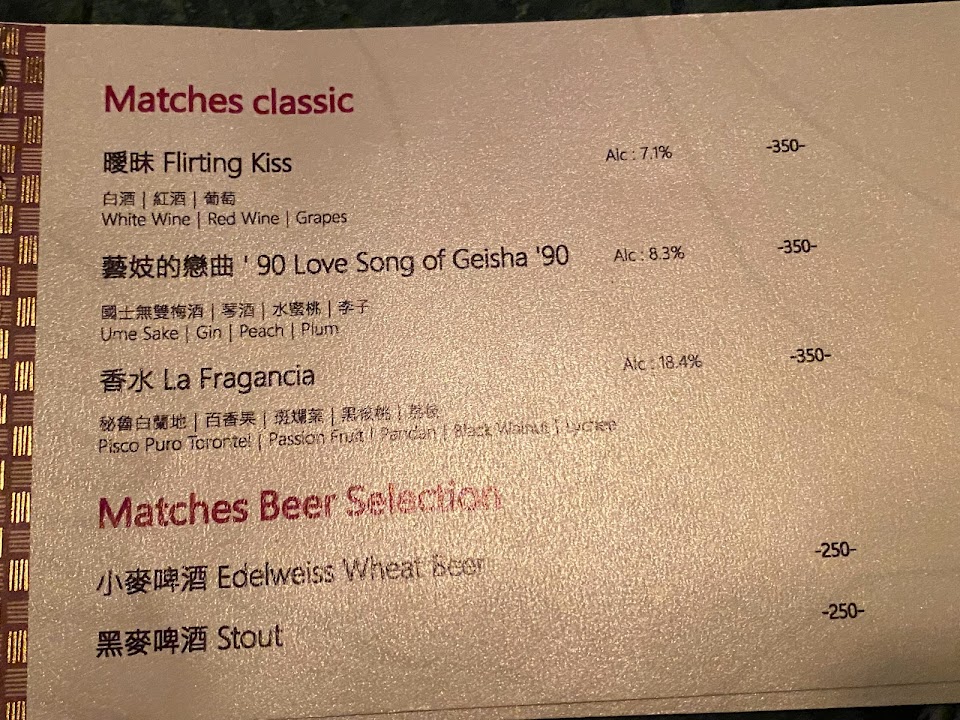 Matches classic
曖昧 Flirting Kiss Alc : 7.1% -350-
白酒 | 紅酒 | 葡萄
White Wine | Red Wine | Grapes
藝妓的戀曲 ' 90 Love Song of Geisha '90 Alc : 8.3% -350-
國士無雙梅酒 | 琴酒 | 水蜜桃 | 李子
Ume Sake | Gin | Peach | Plum
香水 La Fragancia Alc : 18.4% -350-
秘魯白蘭地 | 百香果 | 斑斕葉 | 黑核桃 | 荔枝
Pisco Puro Torontel | Passion Fruit | Pandan | Black Walnut | Lychee
Matches Beer Selection
小麥啤酒 Edelweiss Wheat Beer -250-
黑麥啤酒 Stout -250-